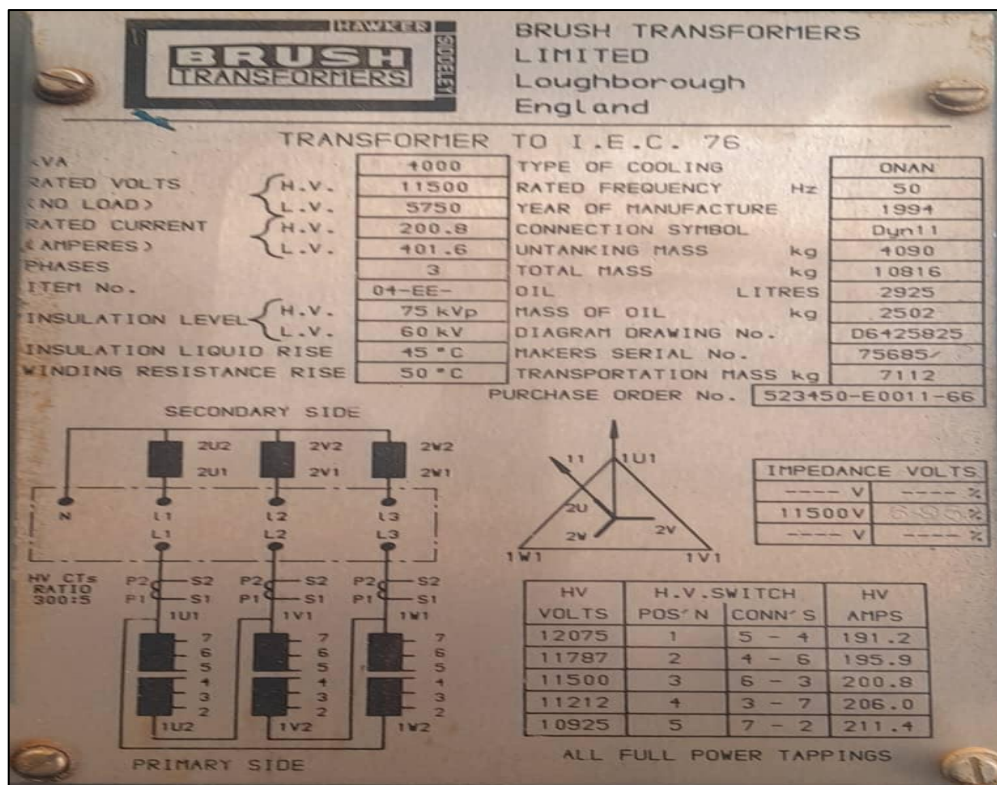 HAWKER
SIDDELEY
BRUSH
TRANSFORMERS
BRUSH TRANSFORMERS
LIMITED
Loughborough
England
TRANSFORMER TO I.E.C. 76
KVA 4000
RATED VOLTS (NO LOAD) H.V. 11500
L.V. 5750
RATED CURRENT (AMPERES) H.V. 200.8
L.V. 401.6
PHASES 3
ITEM No. 04-EE-
INSULATION LEVEL H.V. 75 kVp
L.V. 60 kV
INSULATION LIQUID RISE 45 °C
WINDING RESISTANCE RISE 50 °C
TYPE OF COOLING ONAN
RATED FREQUENCY Hz 50
YEAR OF MANUFACTURE 1994
CONNECTION SYMBOL Dyn11
UNTANKING MASS kg 4090
TOTAL MASS kg 10816
OIL LITRES 2925
MASS OF OIL kg 2502
DIAGRAM DRAWING No. D6425825
MAKERS SERIAL No. 75685/
TRANSPORTATION MASS kg 7112
PURCHASE ORDER No. 523450-E0011-66
SECONDARY SIDE
2U2 2V2 2W2
2U1 2V1 2W1
N L1 L2 L3
L1 L2 L3
HV CTs
RATIO
300:5
P2 S2 P2 S2 P2 S2
P1 S1 P1 S1 P1 S1
1U1 1V1 1W1
7 7 7
6 6 6
5 5 5
4 4 4
3 3 3
2 2 2
1U2 1V2 1W2
PRIMARY SIDE
11 1U1
2U
2W 2V
1W1 1V1
IMPEDANCE VOLTS
---- V ---- %
11500V %
---- V ---- %
HV VOLTS H.V.SWITCH POS'N CONN'S HV AMPS
12075 1 5 - 4 191.2
11787 2 4 - 6 195.9
11500 3 6 - 3 200.8
11212 4 3 - 7 206.0
10925 5 7 - 2 211.4
ALL FULL POWER TAPPINGS